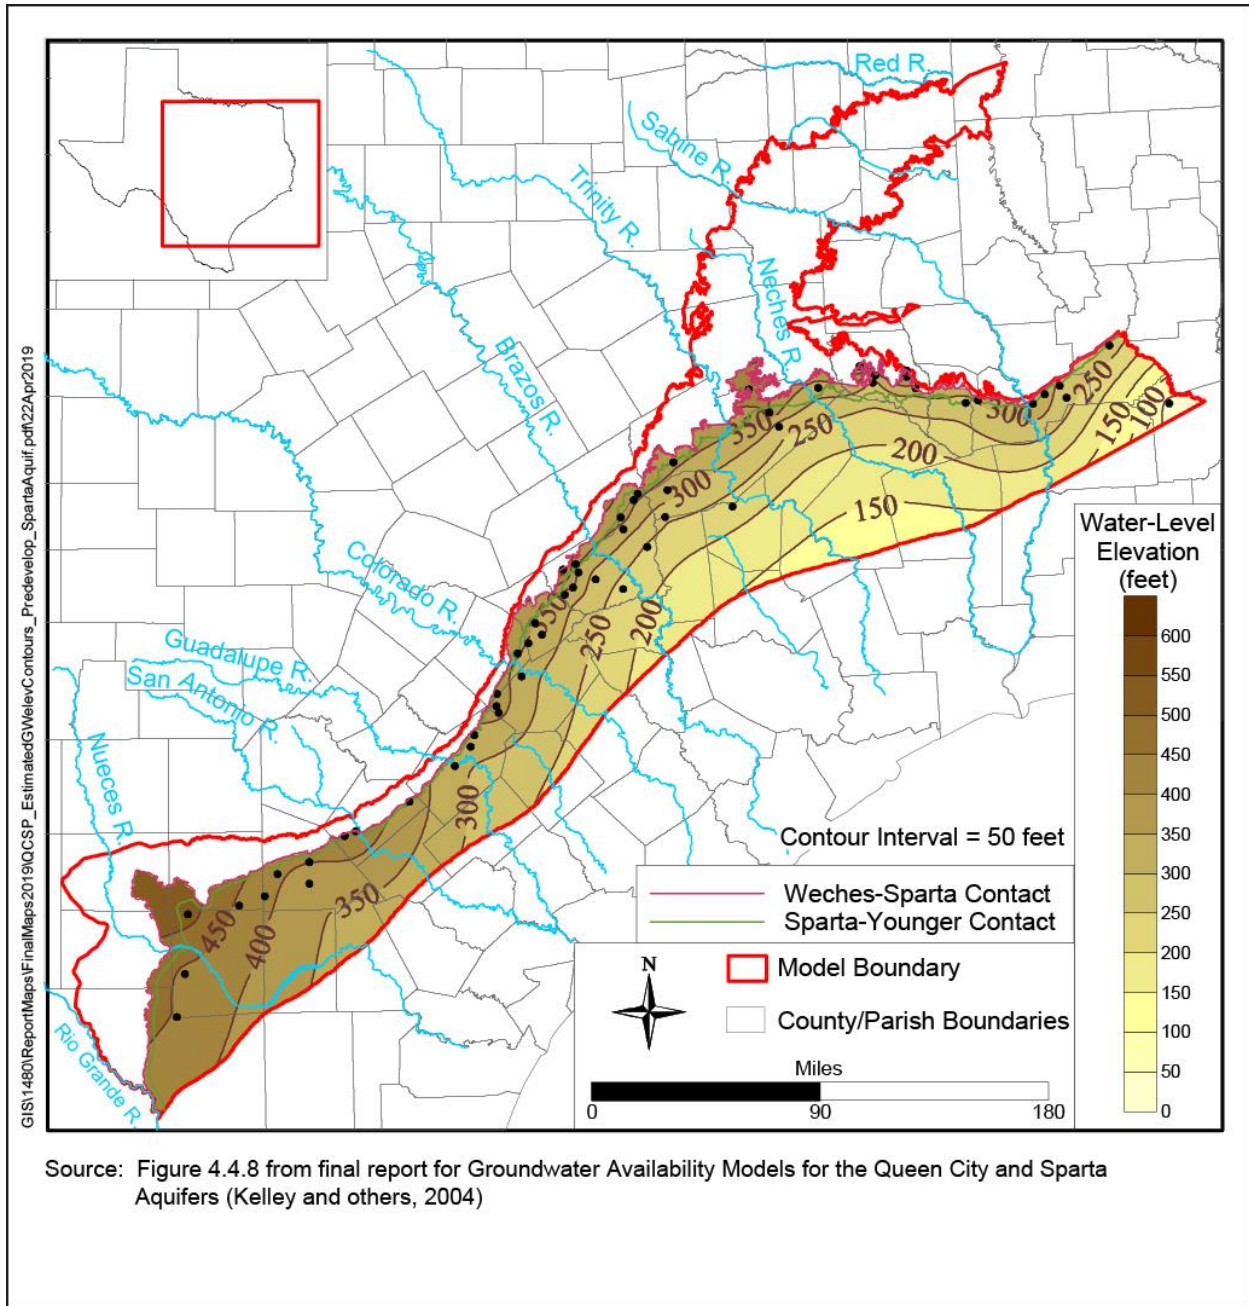 Red R.
Sabine R.
Trinity R.
Neches R.
Brazos R.
Colorado R.
Guadalupe R.
San Antonio R.
Nueces R.
Rio Grande R.
350
300
250
200
150
300
250
150
100
350
250
200
300
350
400
450
Water-Level
Elevation
(feet)
600
550
500
450
400
350
300
250
200
150
100
50
0
Contour Interval = 50 feet
Weches-Sparta Contact
Sparta-Younger Contact
N
Model Boundary
County/Parish Boundaries
Miles
0 90 180
GIS\1480\ReportMaps\FinalMaps2019\QCSP_EstimatedGWelevContours_Predevelop_SpartaAquif.pdf\22Apr2019
Source: Figure 4.4.8 from final report for Groundwater Availability Models for the Queen City and Sparta
Aquifers (Kelley and others, 2004)